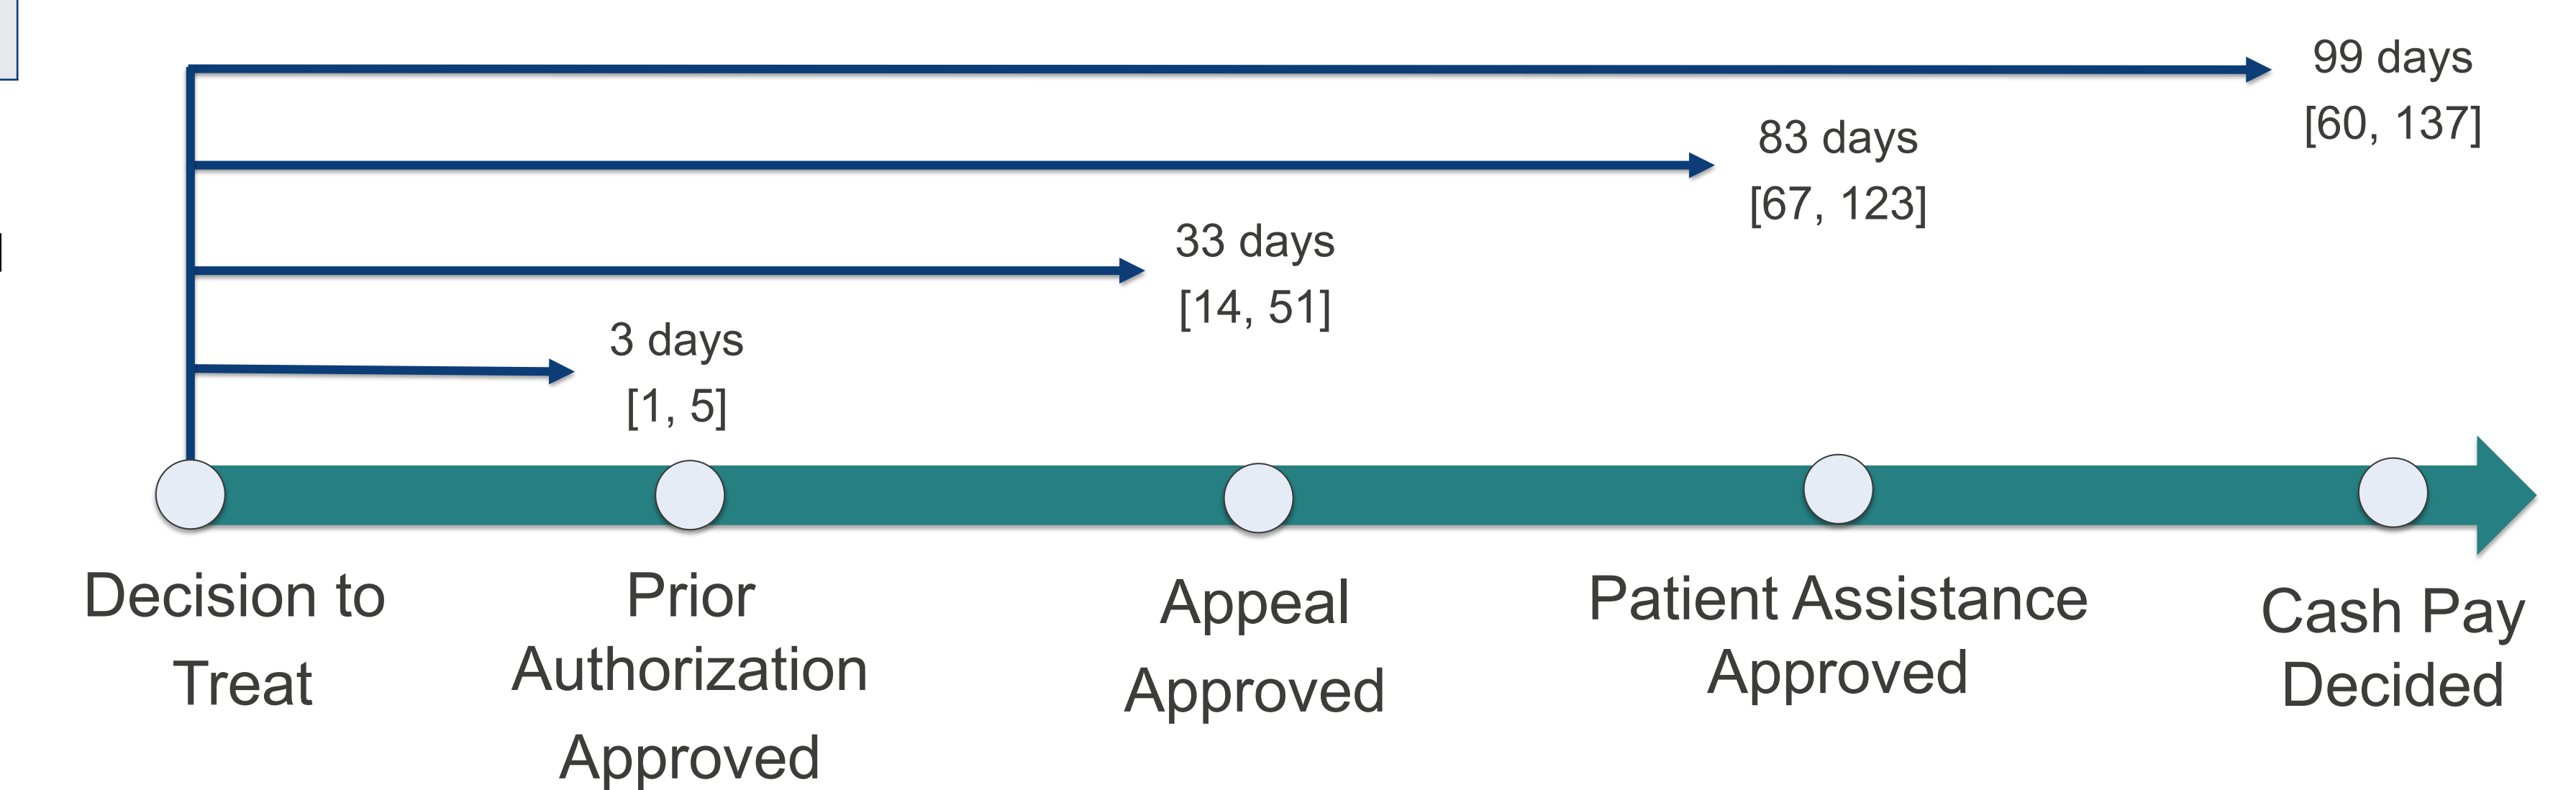 99 days
[60, 137]
83 days
[67, 123]
33 days
[14, 51]
3 days
[1, 5]
Decision to
Treat
Prior
Authorization
Approved
Appeal
Approved
Patient Assistance
Approved
Cash Pay
Decided